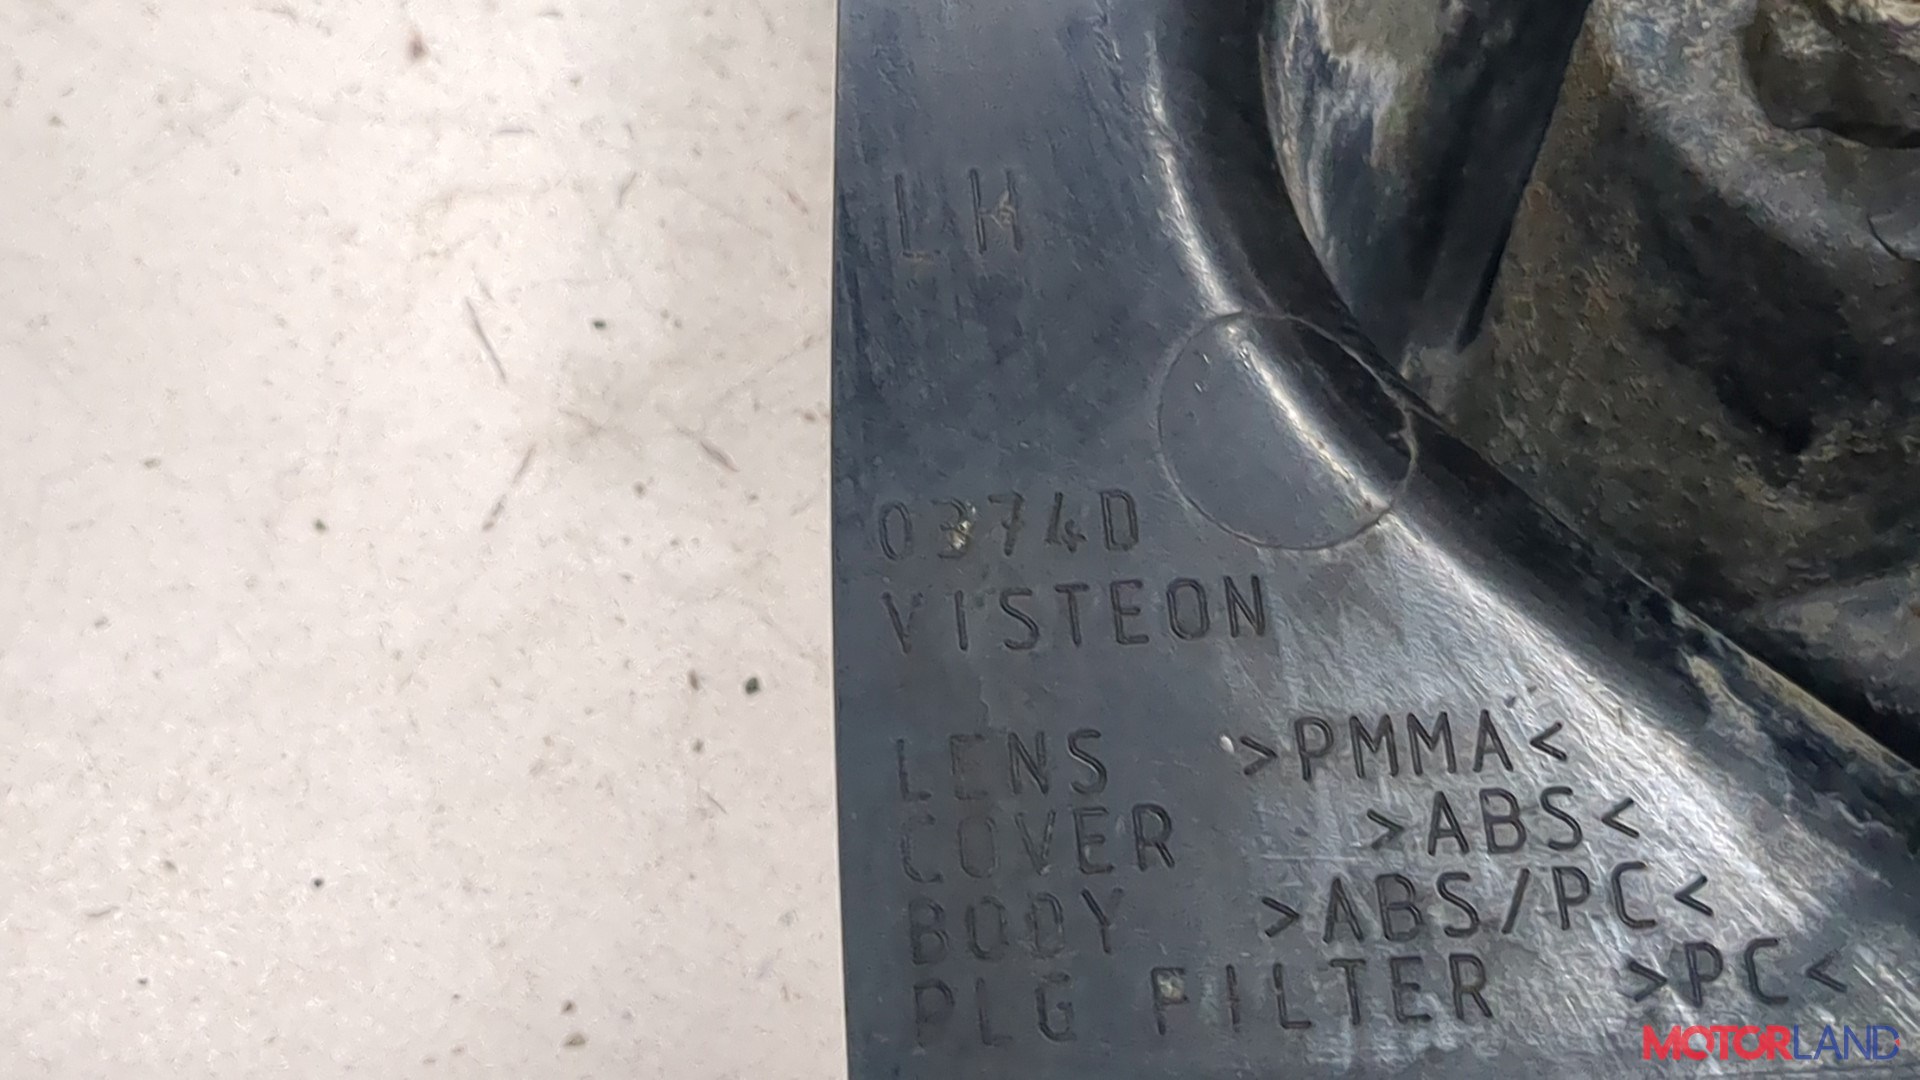 LH
0374D
VISTEON
LENS >PMMA<
COVER >ABS<
BODY >ABS/PC<
PLG FILTER >PC<
MOTORLAND